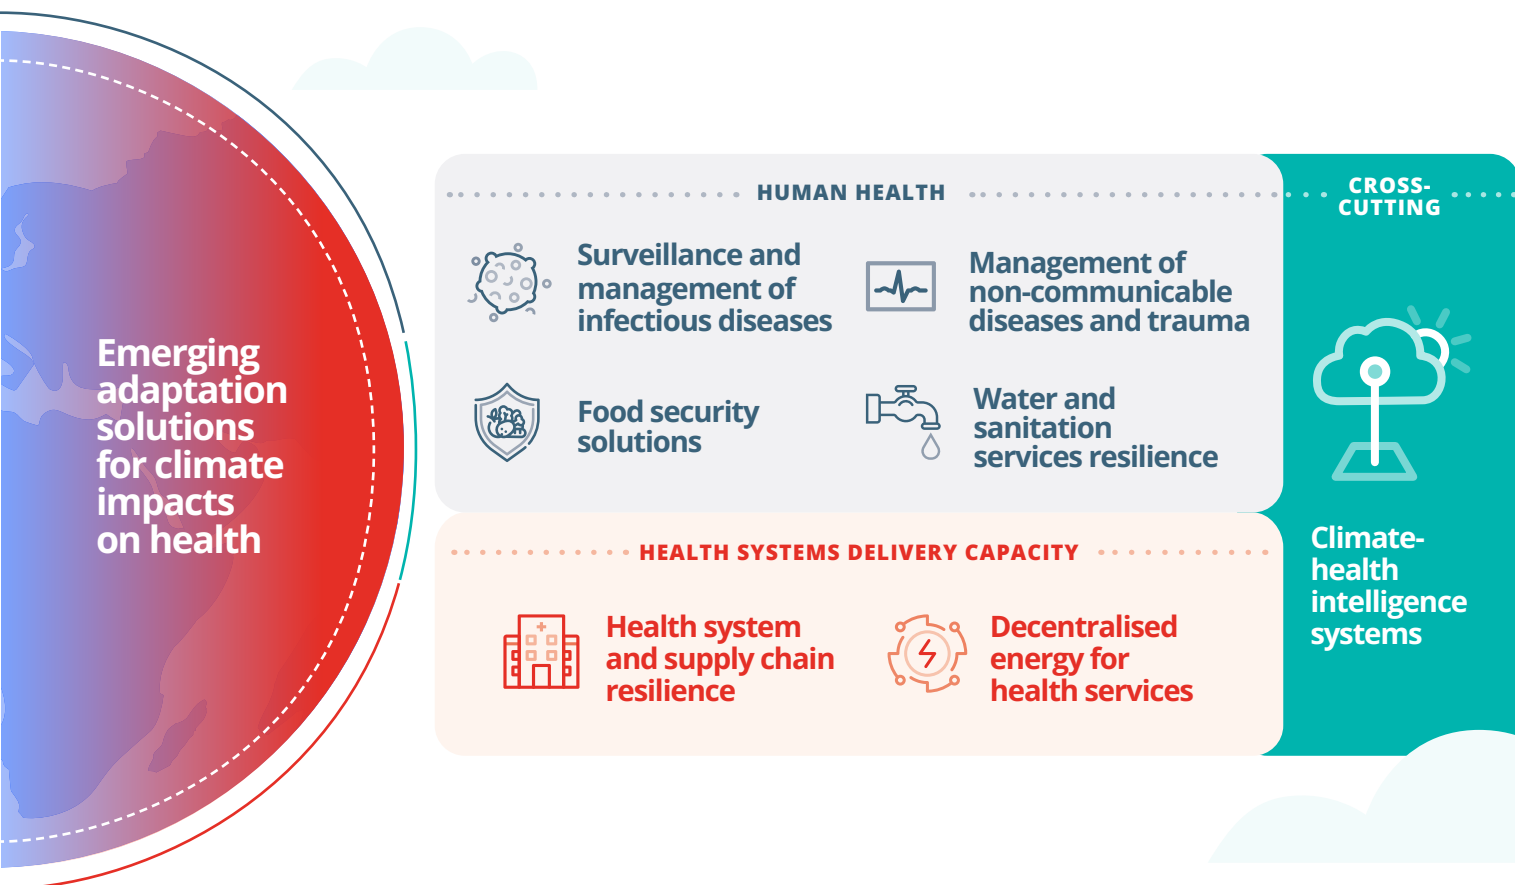 Emerging
adaptation
solutions
for climate
impacts
on health
HUMAN HEALTH
Surveillance and
management of
infectious diseases
Management of
non-communicable
diseases and trauma
Food security
solutions
Water and
sanitation
services resilience
HEALTH SYSTEMS DELIVERY CAPACITY
Health system
and supply chain
resilience
Decentralised
energy for
health services
CROSS-
CUTTING
Climate-
health
intelligence
systems